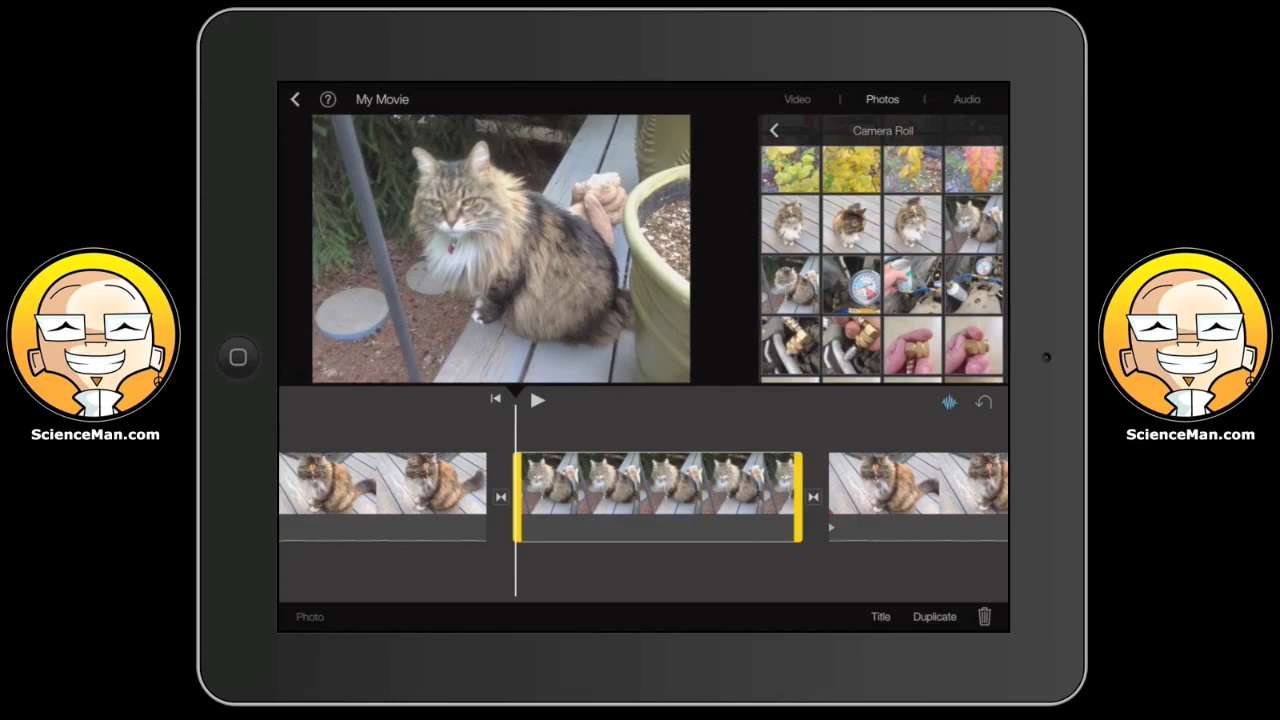 My Movie
Video | Photos | Audio
Camera Roll
ScienceMan.com
ScienceMan.com
Photo
Title Duplicate